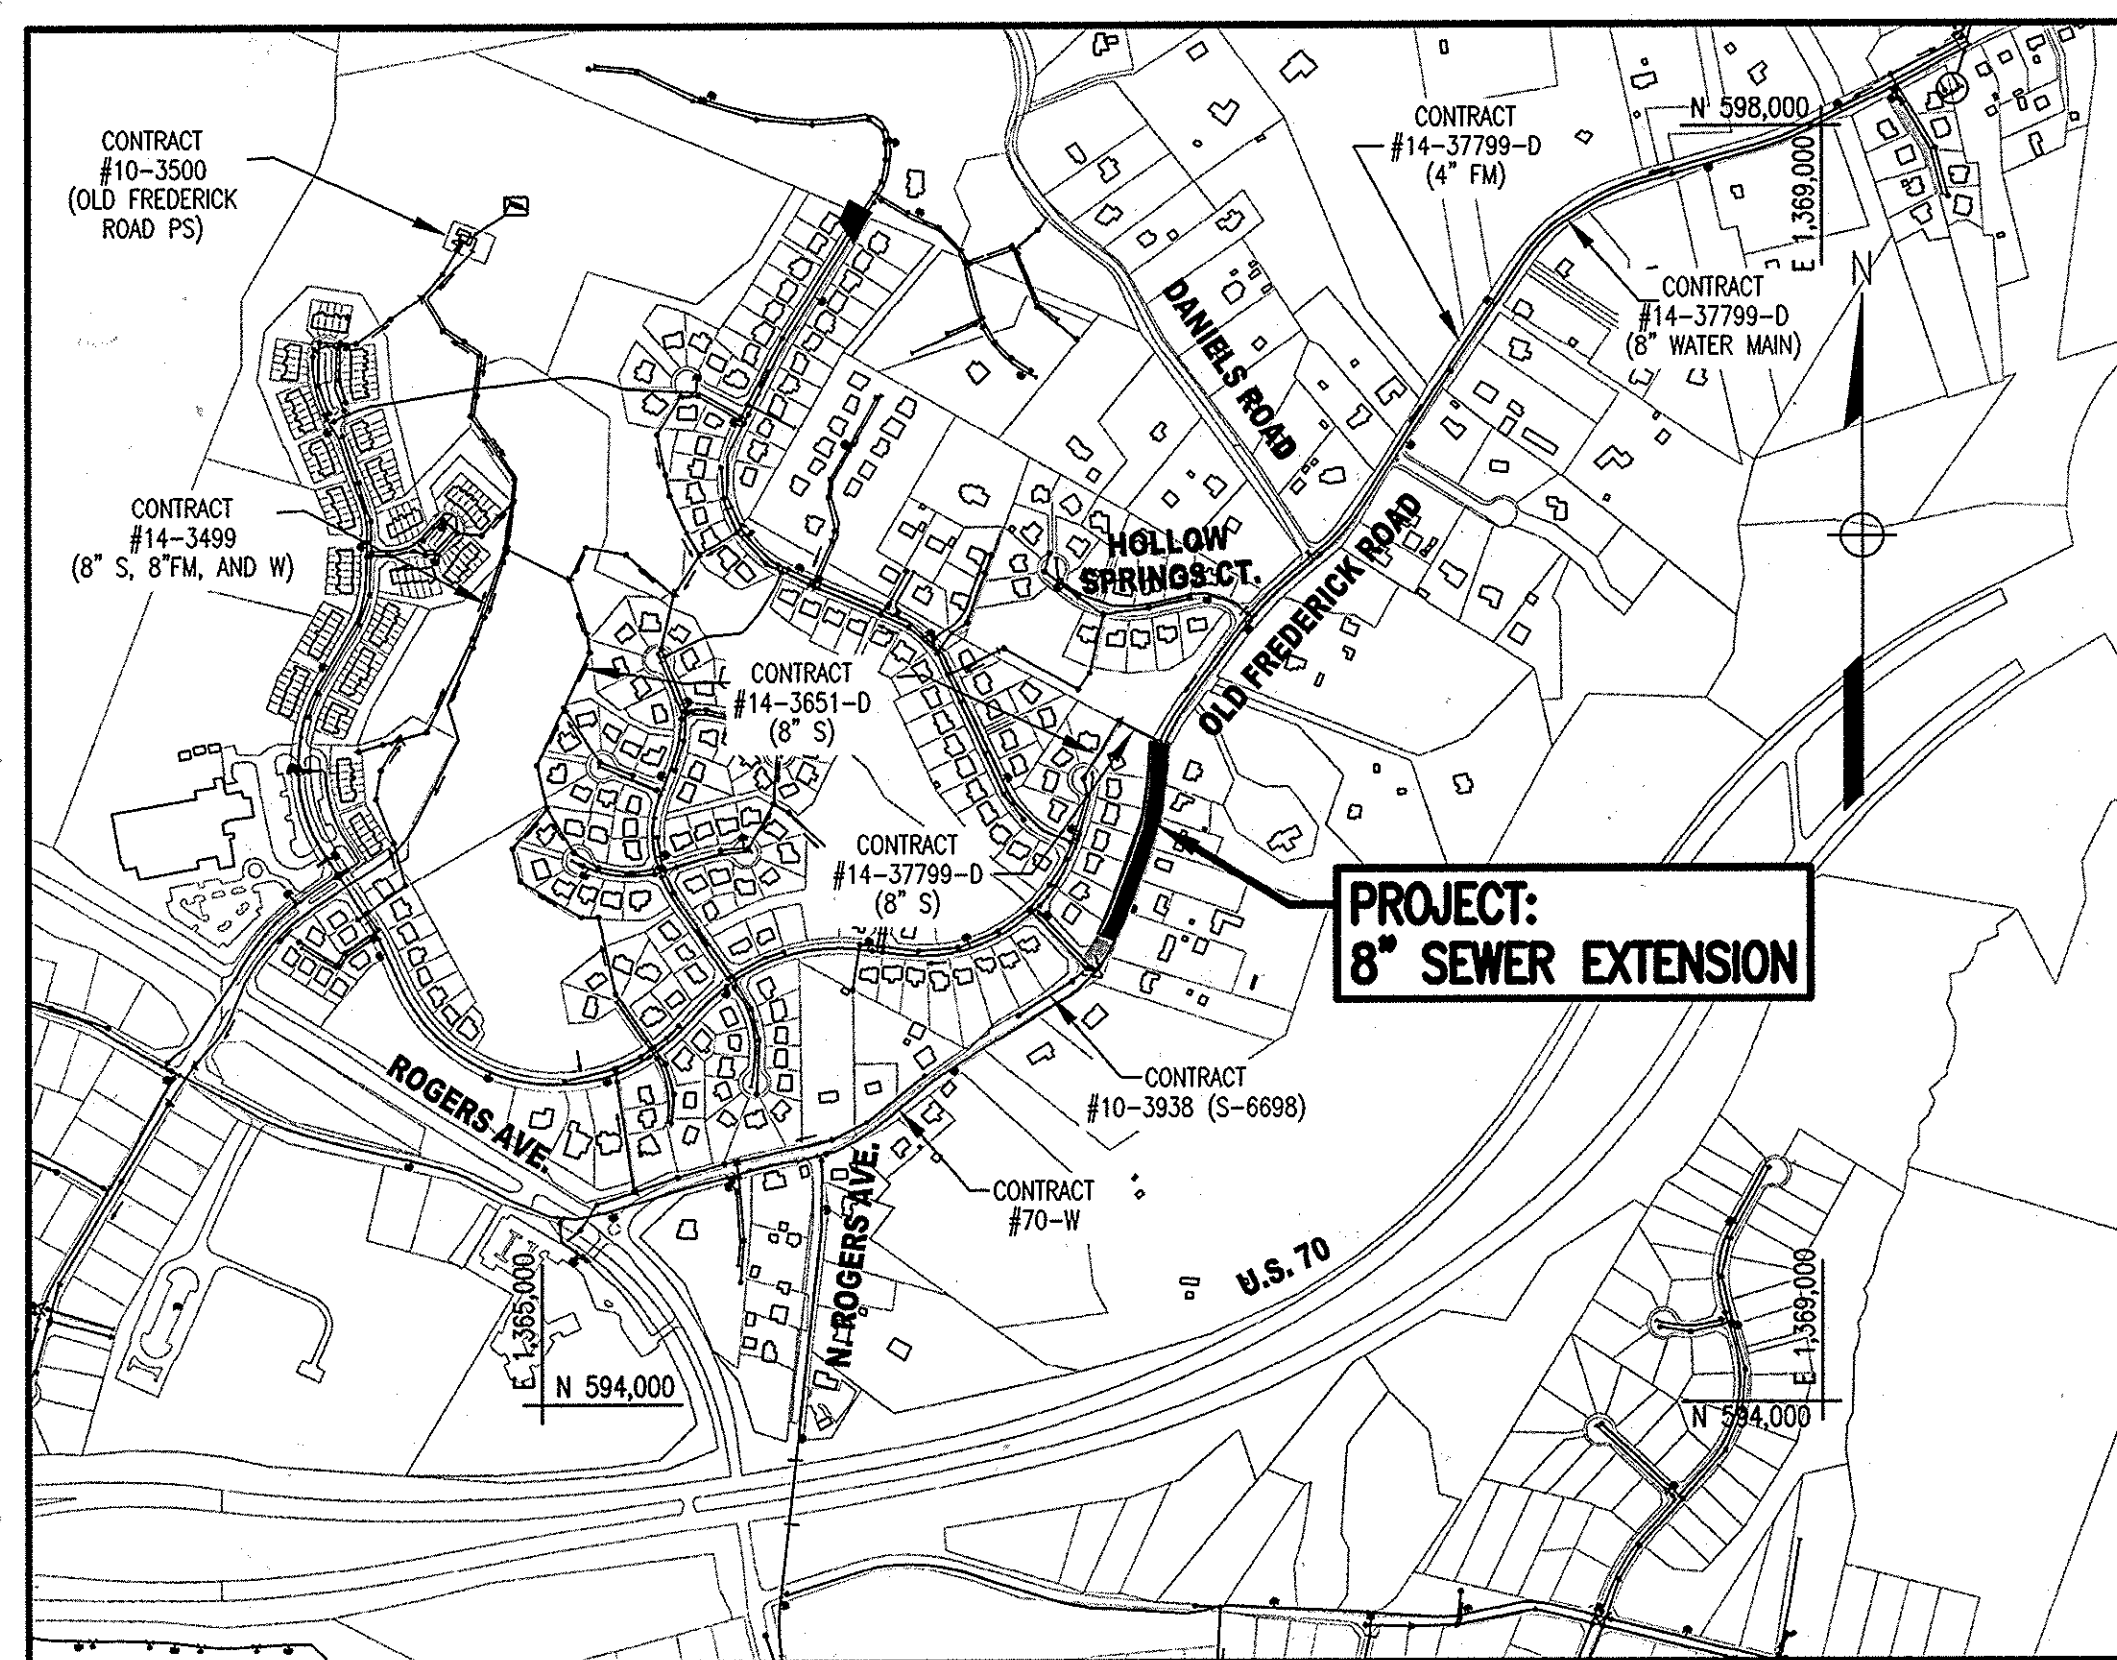 CONTRACT
#10-3500
(OLD FREDERICK
ROAD PS)
CONTRACT
#14-37799-D
(4" FM)
N 598,000
E 1,369,000
N
CONTRACT
#14-37799-D
(8" WATER MAIN)
DANIELS ROAD
CONTRACT
#14-3499
(8" S, 8"FM, AND W)
HOLLOW
SPRINGS CT.
OLD FREDERICK ROAD
CONTRACT
#14-3651-D
(8" S)
CONTRACT
#14-37799-D
(8" S)
PROJECT:
8" SEWER EXTENSION
ROGERS AVE.
CONTRACT
#10-3938 (S-6698)
CONTRACT
#70-W
N. ROGERS AVE.
U.S. 70
E 1,365,000
N 594,000
E 1,369,000
N 594,000